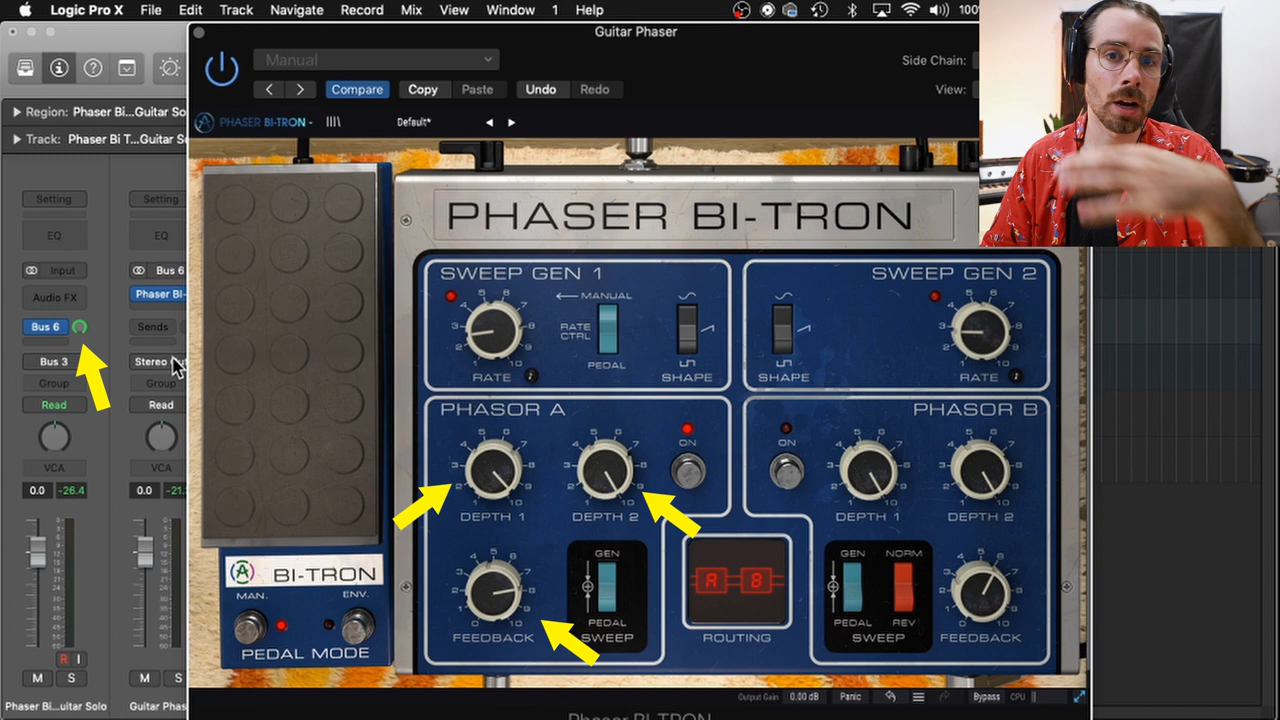 Logic Pro X File Edit Track Navigate Record Mix View Window 1 Help
Guitar Phaser
Manual
Side Chain:
Compare Copy Paste Undo Redo
View:
Region: Phaser Bi...Guitar So
PHASER BI-TRON
Default*
Track: Phaser Bi T...Guitar So
PHASER BI-TRON
Setting Setting
EQ EQ
Input Bus 6
Audio FX Phaser BI-
Bus 6 Sends
Bus 3 Stereo
Group Group
Read Read
VCA VCA
0.0 -26.4 0.0
SWEEP GEN 1
MANUAL
RATE CTRL
PEDAL
RATE
SHAPE
SWEEP GEN 2
SHAPE
RATE
PHASOR A
DEPTH 1
DEPTH 2
ON
PHASOR B
ON
DEPTH 1
DEPTH 2
FEEDBACK
GEN
PEDAL
SWEEP
A B
ROUTING
GEN NORM
PEDAL REV
SWEEP
FEEDBACK
BI-TRON
MAN. ENV.
PEDAL MODE
R I
M S M S
Phaser Bi...uitar Solo Guitar Phas
Output Gain 0.00 dB Panic Bypass CPU
Phaser BI-TRON